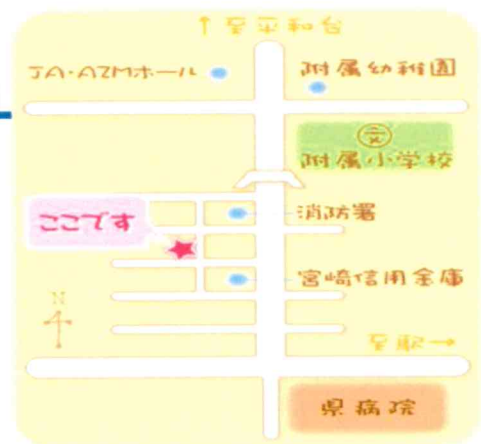 ↑至平和台
JA・AZMホール
附属幼稚園
文
附属小学校
ここです
消防署
宮崎信用金庫
N
至駅→
県病院